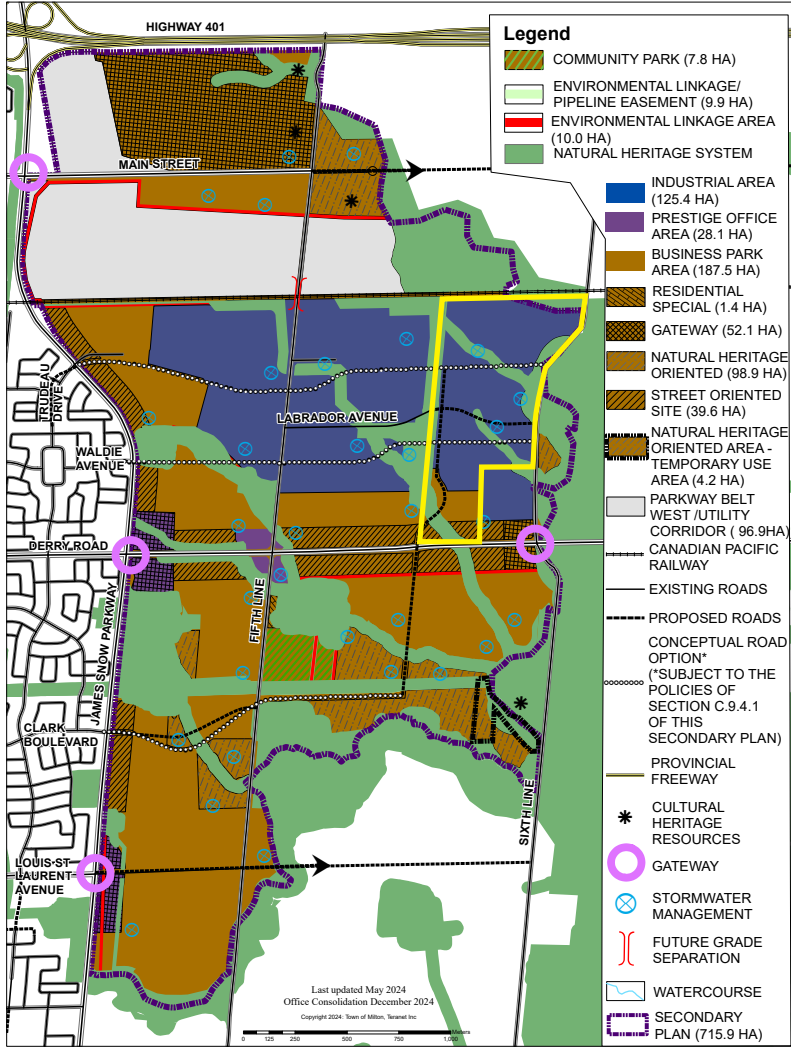 HIGHWAY 401
Legend
COMMUNITY PARK (7.8 HA)
ENVIRONMENTAL LINKAGE/
PIPELINE EASEMENT (9.9 HA)
ENVIRONMENTAL LINKAGE AREA
(10.0 HA)
NATURAL HERITAGE SYSTEM
INDUSTRIAL AREA
(125.4 HA)
PRESTIGE OFFICE
AREA (28.1 HA)
BUSINESS PARK
AREA (187.5 HA)
RESIDENTIAL
SPECIAL (1.4 HA)
GATEWAY (52.1 HA)
NATURAL HERITAGE
ORIENTED (98.9 HA)
STREET ORIENTED
SITE (39.6 HA)
NATURAL HERITAGE
ORIENTED AREA -
TEMPORARY USE
AREA (4.2 HA)
PARKWAY BELT
WEST /UTILITY
CORRIDOR ( 96.9HA)
CANADIAN PACIFIC
RAILWAY
EXISTING ROADS
PROPOSED ROADS
CONCEPTUAL ROAD
OPTION*
(*SUBJECT TO THE
POLICIES OF
SECTION C.9.4.1
OF THIS
SECONDARY PLAN)
PROVINCIAL
FREEWAY
CULTURAL
HERITAGE
RESOURCES
GATEWAY
STORMWATER
MANAGEMENT
FUTURE GRADE
SEPARATION
WATERCOURSE
SECONDARY
PLAN (715.9 HA)
MAIN STREET
TRUDEAU
DRIVE
LABRADOR AVENUE
WALDIE
AVENUE
DERRY ROAD
JAMES SNOW PARKWAY
FIFTH LINE
CLARK
BOULEVARD
SIXTH LINE
LOUIS ST
LAURENT
AVENUE
Last updated May 2024
Office Consolidation December 2024
Copyright 2024: Town of Milton, Teranet Inc
Meters
0 125 250 500 750 1,000